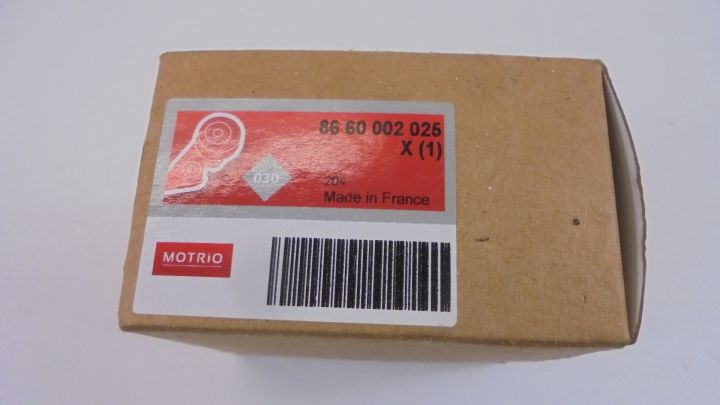 86 60 002 025
X (1)
030
204
Made in France
MOTRIO